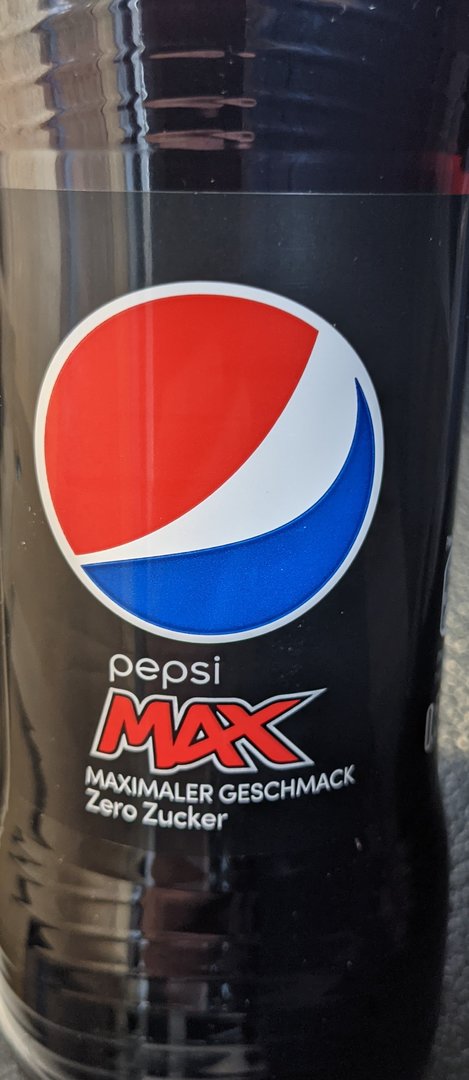 pepsi
MAX
MAXIMALER GESCHMACK
Zero Zucker